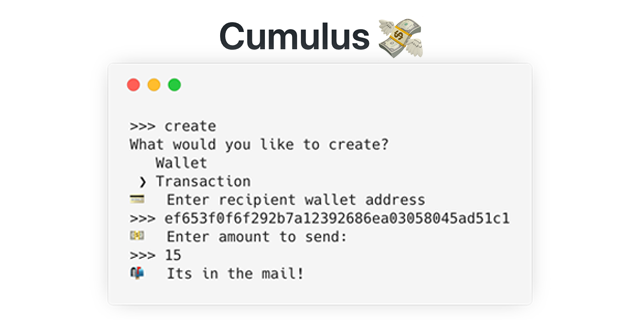 Cumulus 💸
>>> create
What would you like to create?
Wallet
❯ Transaction
💳 Enter recipient wallet address
>>> ef653f0f6f292b7a12392686ea03058045ad51c1
💵 Enter amount to send:
>>> 15
📬 Its in the mail!